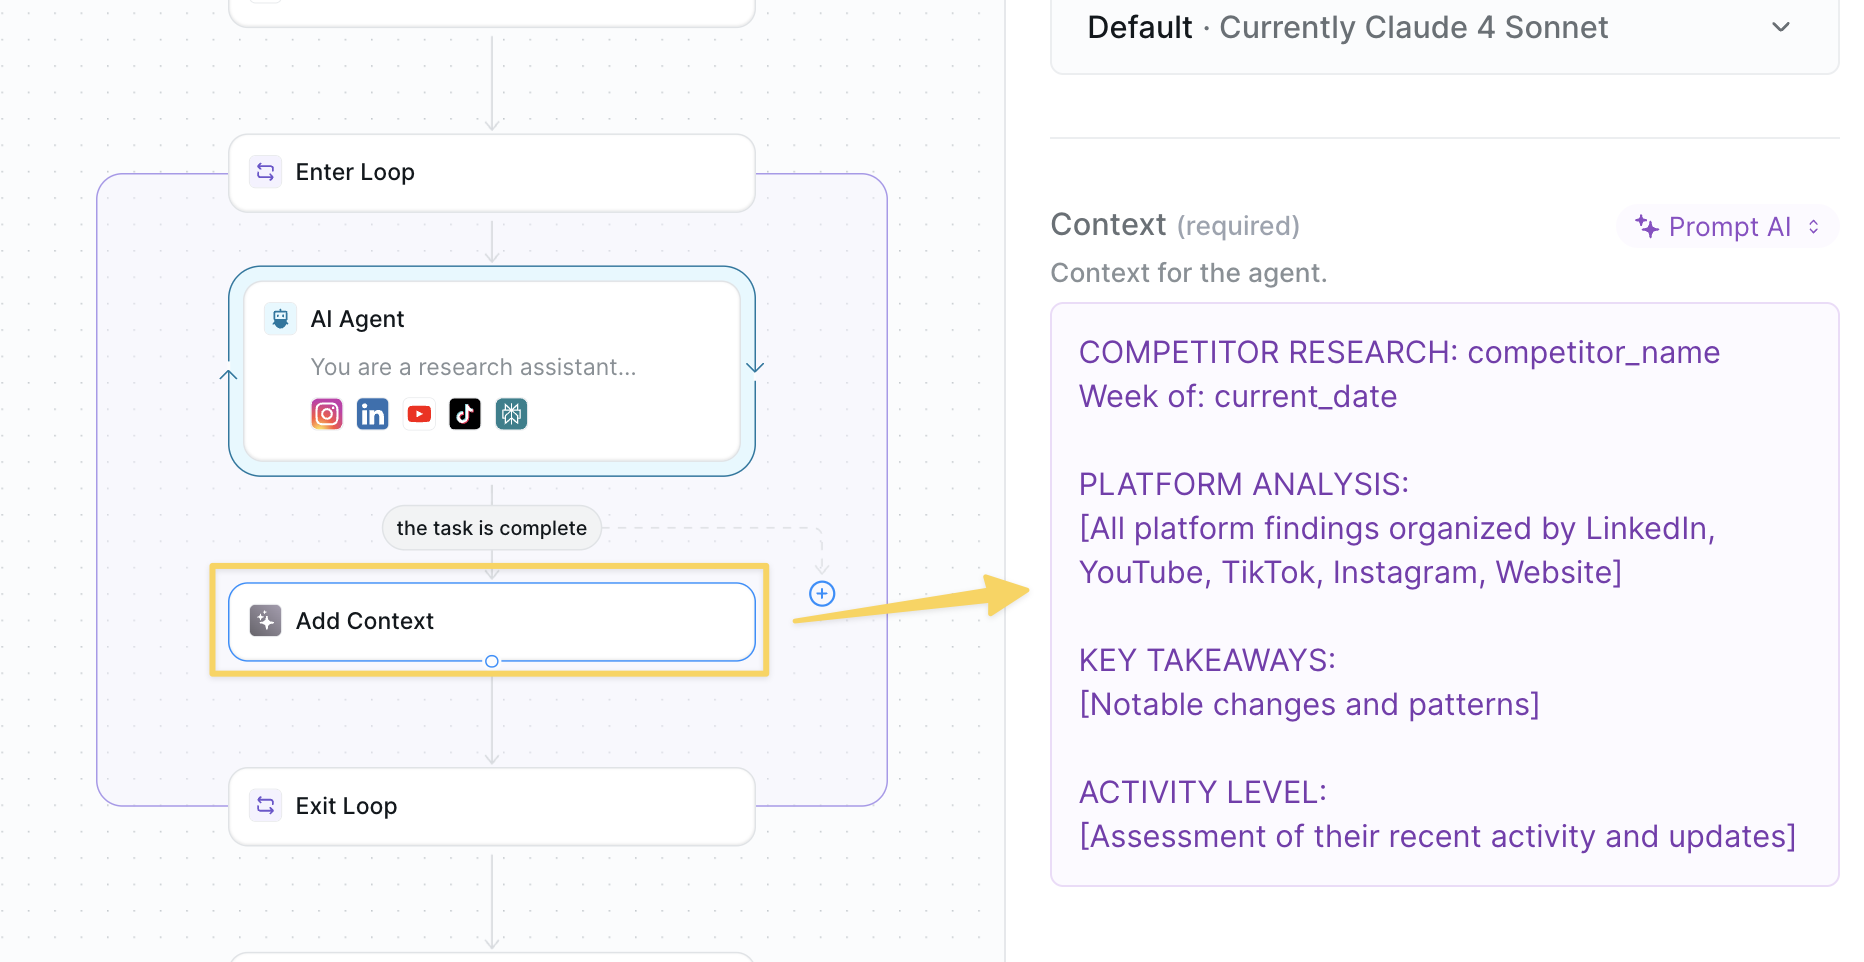 Default · Currently Claude 4 Sonnet
Enter Loop
AI Agent
You are a research assistant...
in
the task is complete
Add Context
Exit Loop
Context (required)
Prompt AI
Context for the agent.
COMPETITOR RESEARCH: competitor_name
Week of: current_date
PLATFORM ANALYSIS:
[All platform findings organized by LinkedIn,
YouTube, TikTok, Instagram, Website]
KEY TAKEAWAYS:
[Notable changes and patterns]
ACTIVITY LEVEL:
[Assessment of their recent activity and updates]